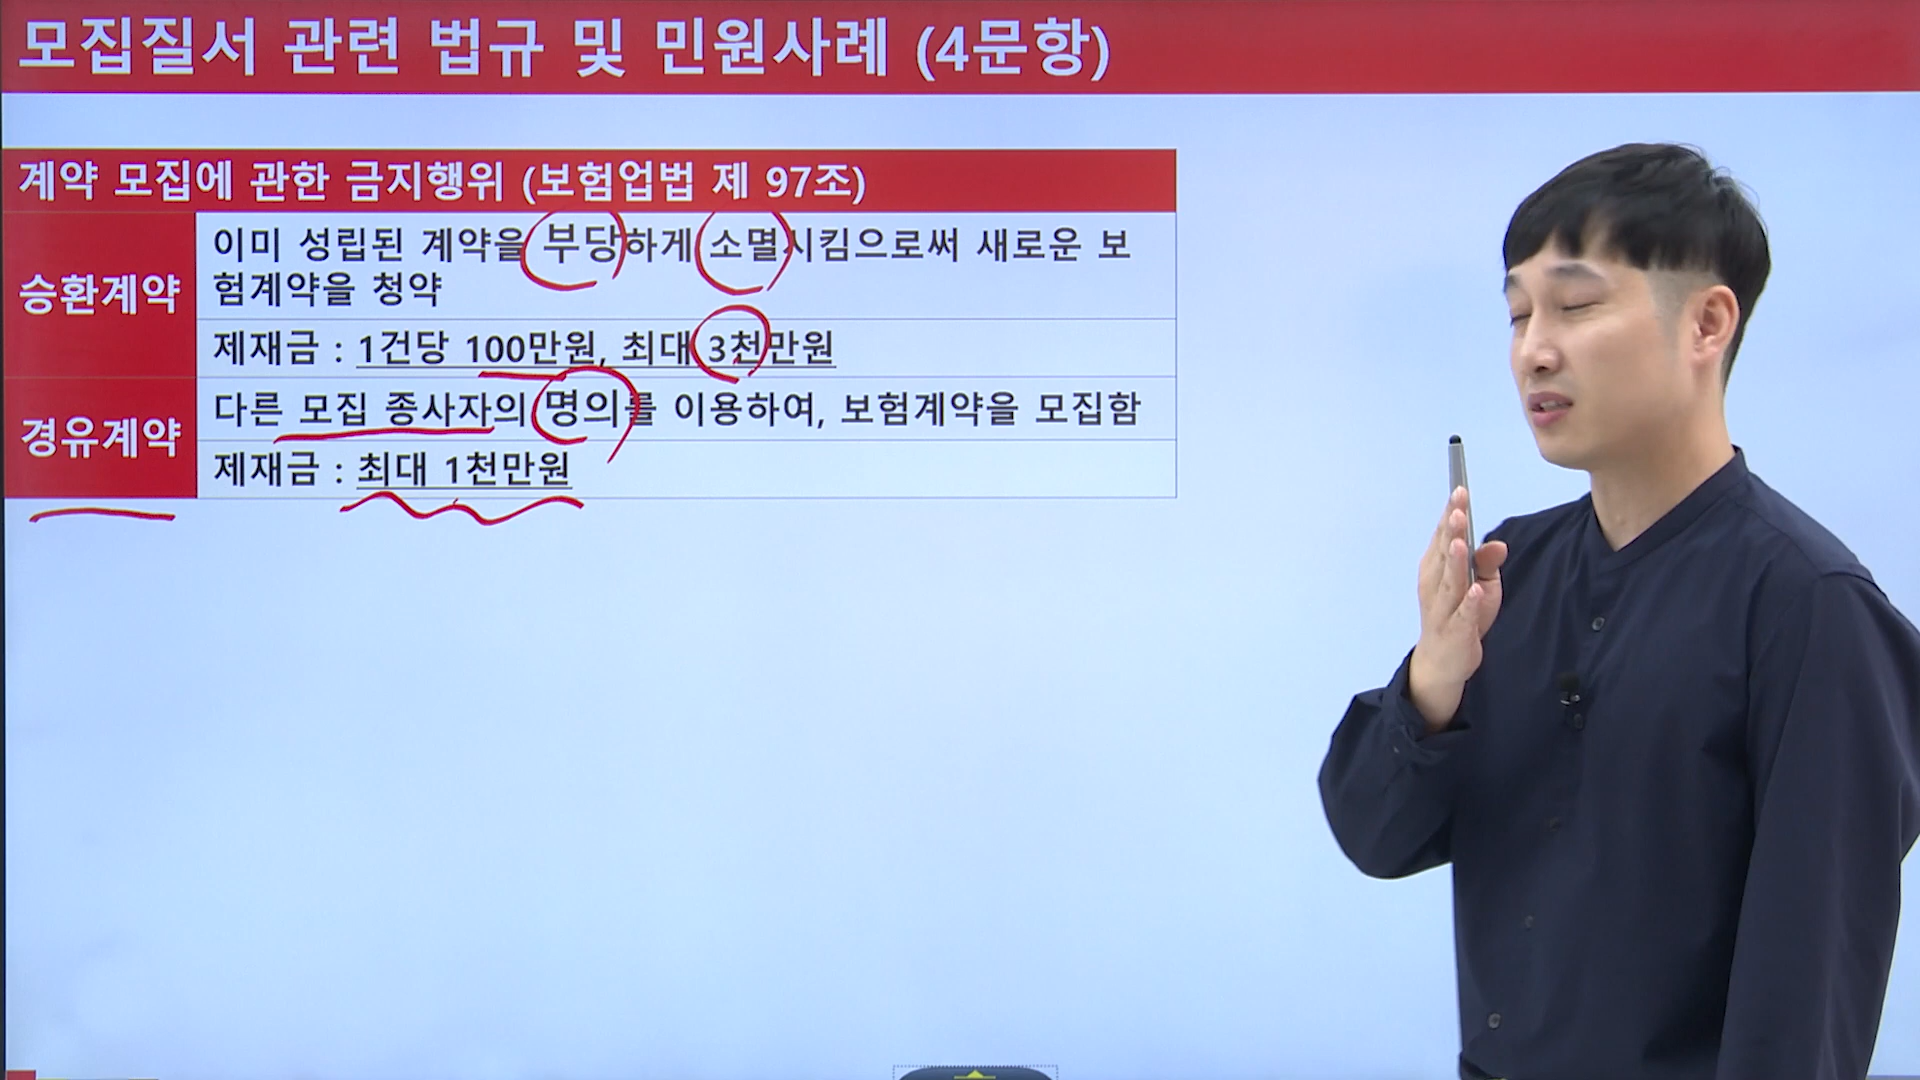 모집질서 관련 법규 및 민원사례 (4문항)
계약 모집에 관한 금지행위 (보험업법 제 97조)
승환계약
이미 성립된 계약을 부당하게 소멸시킴으로써 새로운 보
험계약을 청약
제재금 : 1건당 100만원, 최대 3천만원
경유계약
다른 모집 종사자의 명의를 이용하여, 보험계약을 모집함
제재금 : 최대 1천만원